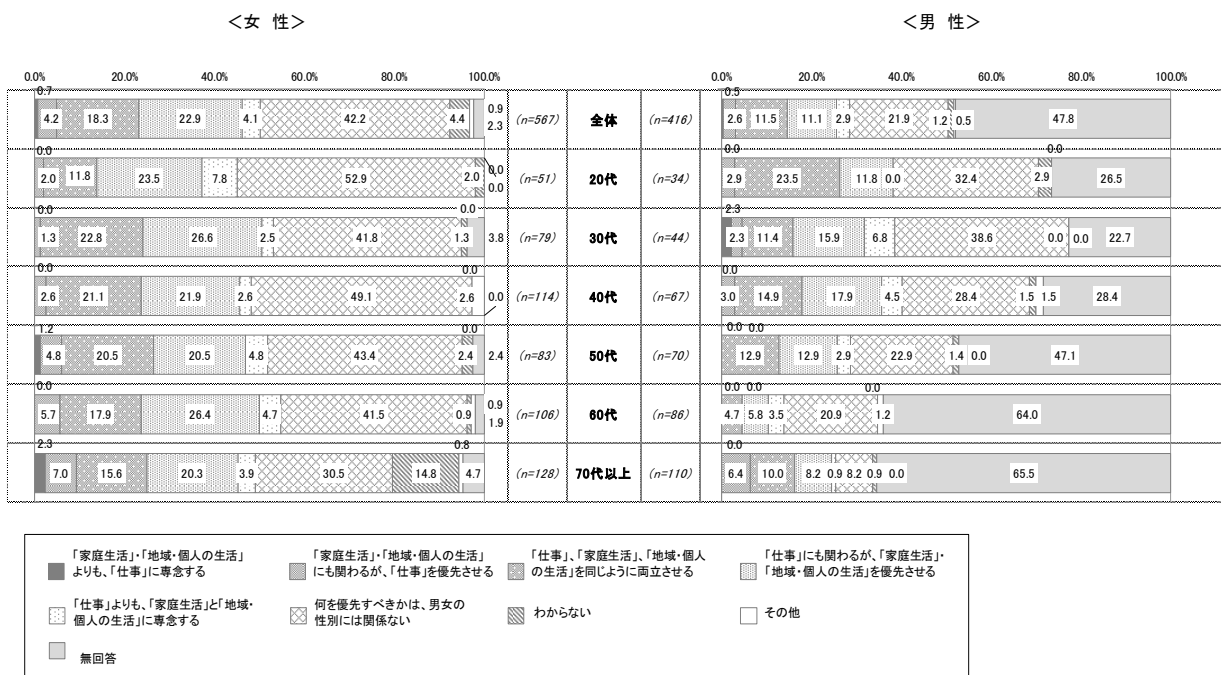 ＜女 性＞ ＜男 性＞
0.0% 20.0% 40.0% 60.0% 80.0% 100.0% 0.0% 20.0% 40.0% 60.0% 80.0% 100.0%
0.7 0.5
4.2 18.3 22.9 4.1 42.2 4.4 0.9 2.3 (n=567) 全体 (n=416) 2.6 11.5 11.1 2.9 21.9 1.2 0.5 47.8
0.0 0.0 0.0
2.0 11.8 23.5 7.8 52.9 2.0 0.0 0.0 (n=51) 20代 (n=34) 2.9 23.5 11.8 0.0 32.4 2.9 26.5
0.0 0.0 2.3
1.3 22.8 26.6 2.5 41.8 1.3 3.8 (n=79) 30代 (n=44) 2.3 11.4 15.9 6.8 38.6 0.0 0.0 22.7
0.0 0.0 0.0
2.6 21.1 21.9 2.6 49.1 2.6 0.0 (n=114) 40代 (n=67) 3.0 14.9 17.9 4.5 28.4 1.5 1.5 28.4
1.2 0.0 0.0 0.0
4.8 20.5 20.5 4.8 43.4 2.4 2.4 (n=83) 50代 (n=70) 12.9 12.9 2.9 22.9 1.4 0.0 47.1
0.0 0.0 0.0 0.0
5.7 17.9 26.4 4.7 41.5 0.9 0.9 1.9 (n=106) 60代 (n=86) 4.7 5.8 3.5 20.9 1.2 64.0
2.3 0.8 0.0
7.0 15.6 20.3 3.9 30.5 14.8 4.7 (n=128) 70代以上 (n=110) 6.4 10.0 8.2 0.9 8.2 0.9 0.0 65.5
「家庭生活」・「地域・個人の生活」
よりも、「仕事」に専念する
「家庭生活」・「地域・個人の生活」
にも関わるが、「仕事」を優先させる
「仕事」、「家庭生活」、「地域・個人
の生活」を同じように両立させる
「仕事」にも関わるが、「家庭生活」・
「地域・個人の生活」を優先させる
「仕事」よりも、「家庭生活」と「地域・
個人の生活」に専念する
何を優先すべきかは、男女の
性別には関係ない
わからない
その他
無回答